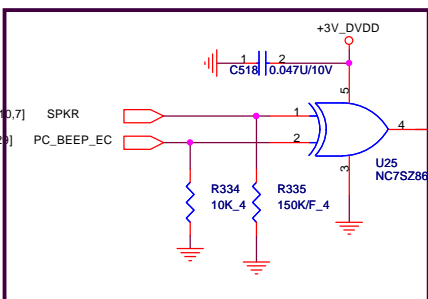 +3V_DVDD
1 2
C518 0.047U/10V
5
0,7] SPKR
1
4
9] PC_BEEP_EC
2
3
U25
NC7SZ86
R334
10K_4
R335
150K/F_4